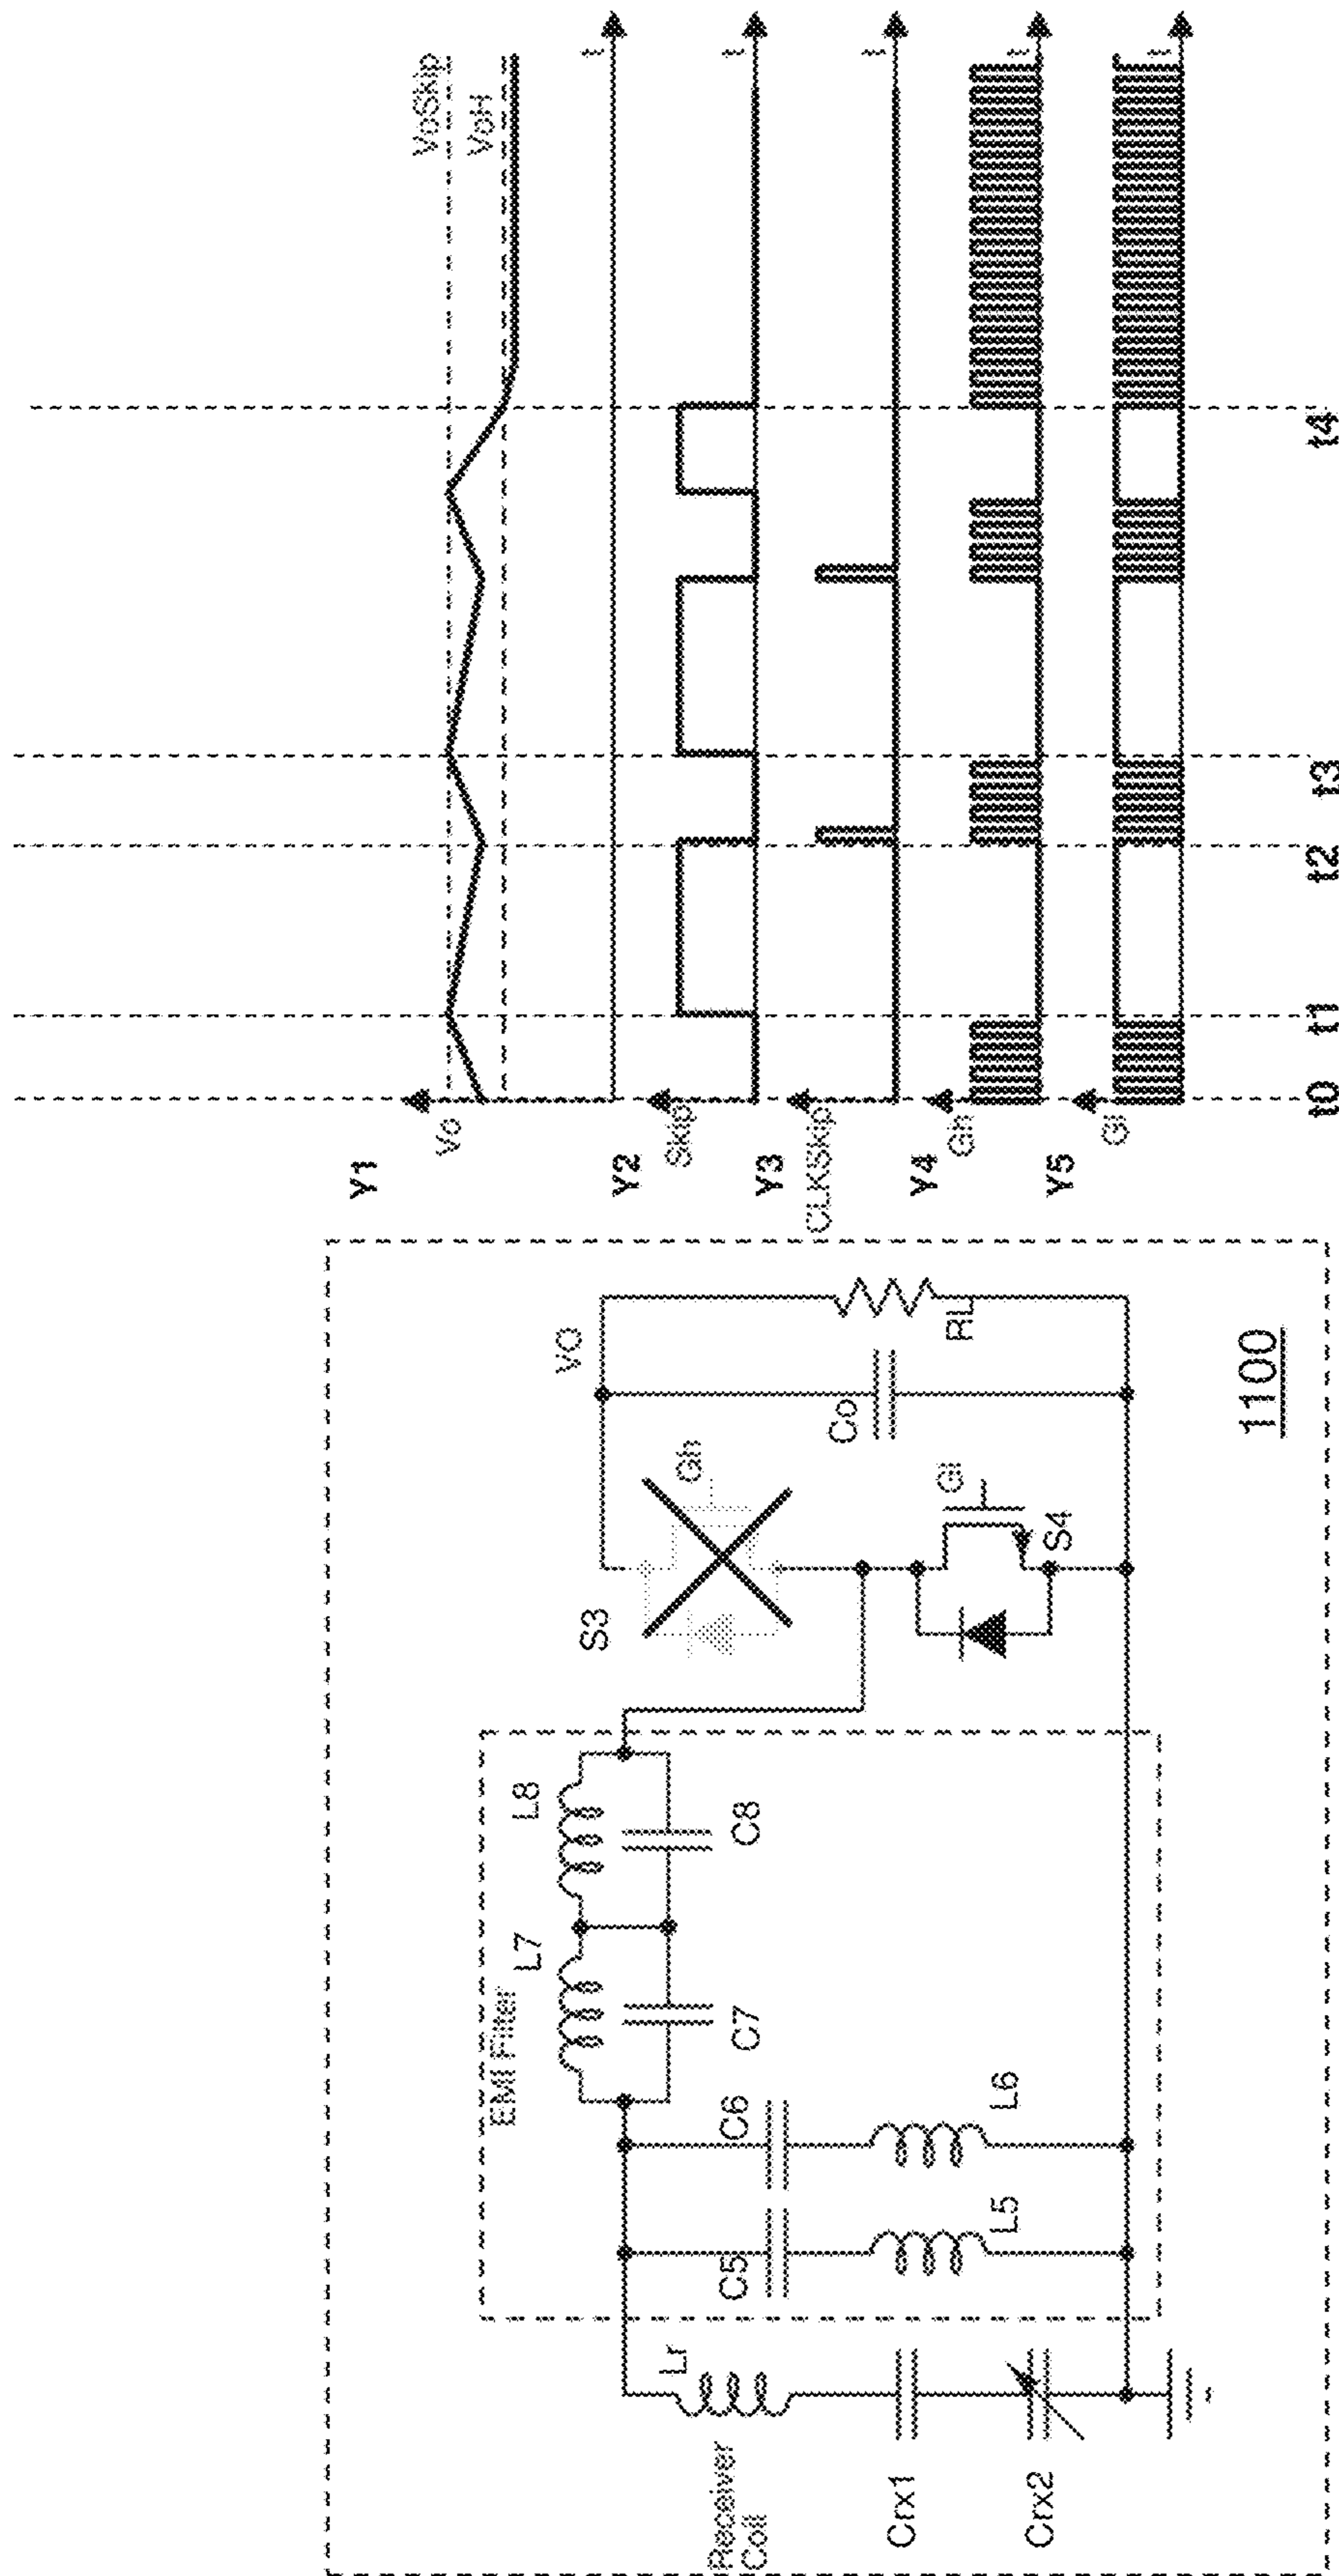 Receiver
Coil
Lr
Crx1
Crx2
EMI Filter
C5
L5
C6
L6
L7
C7
L8
C8
S3
Gh
S4
Gl
VO
Co
RL
1100
Y1
Vo
VoSkip
VoH
t
Y2
Skip
t
Y3
CLKSkip
t
Y4
Gh
t
Y5
Gl
t
t0
t1
t2
t3
t4